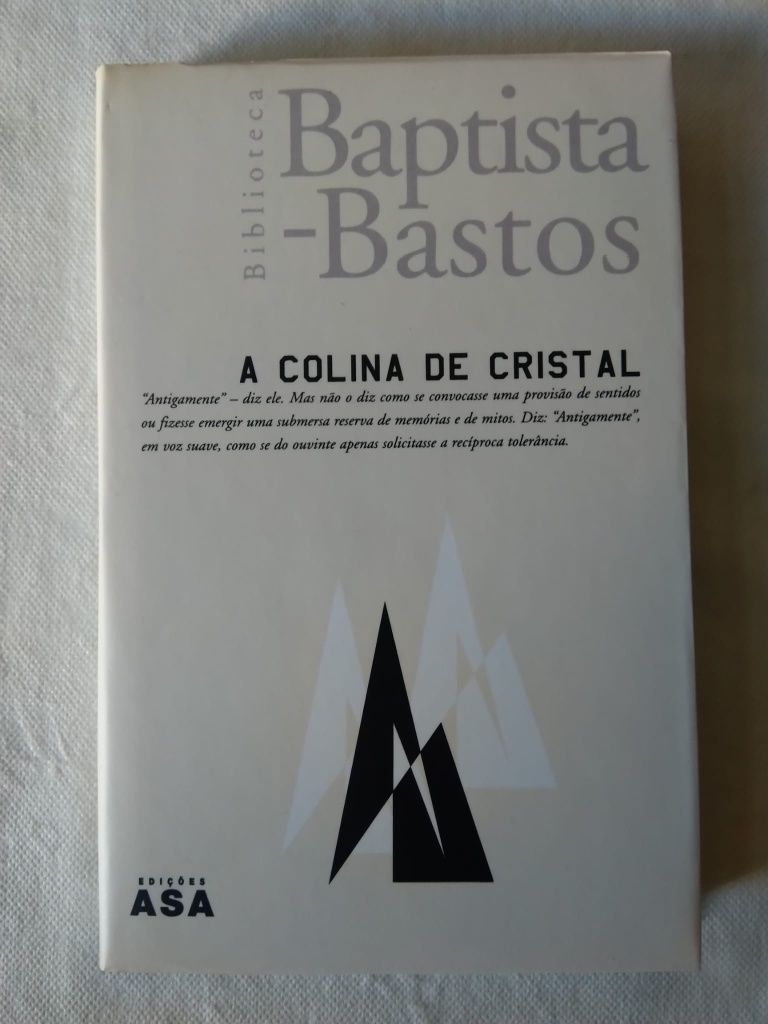 Biblioteca
Baptista
-Bastos
A COLINA DE CRISTAL
“Antigamente” – diz ele. Mas não o diz como se convocasse uma provisão de sentidos
ou fizesse emergir uma submersa reserva de memórias e de mitos. Diz: “Antigamente”,
em voz suave, como se do ouvinte apenas solicitasse a recíproca tolerância.
EDIÇÕES
ASA